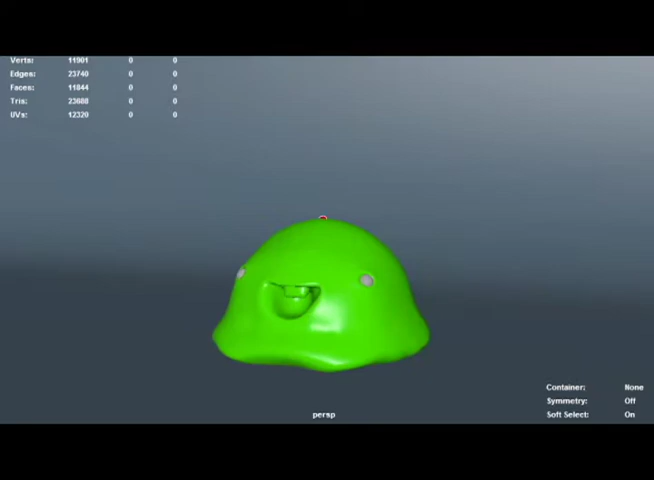 Verts: 11901 0 0
Edges: 23740 0 0
Faces: 11844 0 0
Tris: 23088 0 0
UVs: 12320 0 0
Container: None
Symmetry: Off
persp Soft Select: On